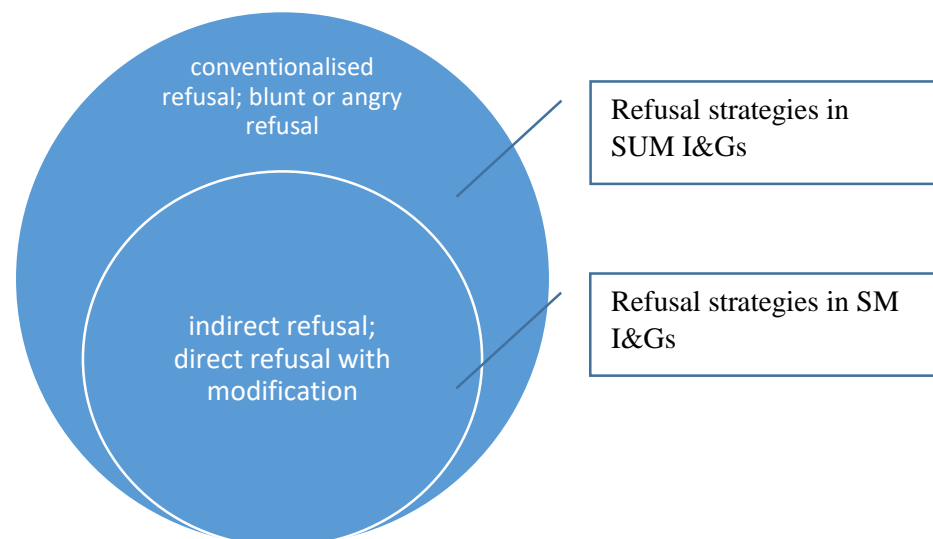 conventionalised
refusal; blunt or angry
refusal
Refusal strategies in
SUM I&Gs
indirect refusal;
direct refusal with
modification
Refusal strategies in SM
I&Gs